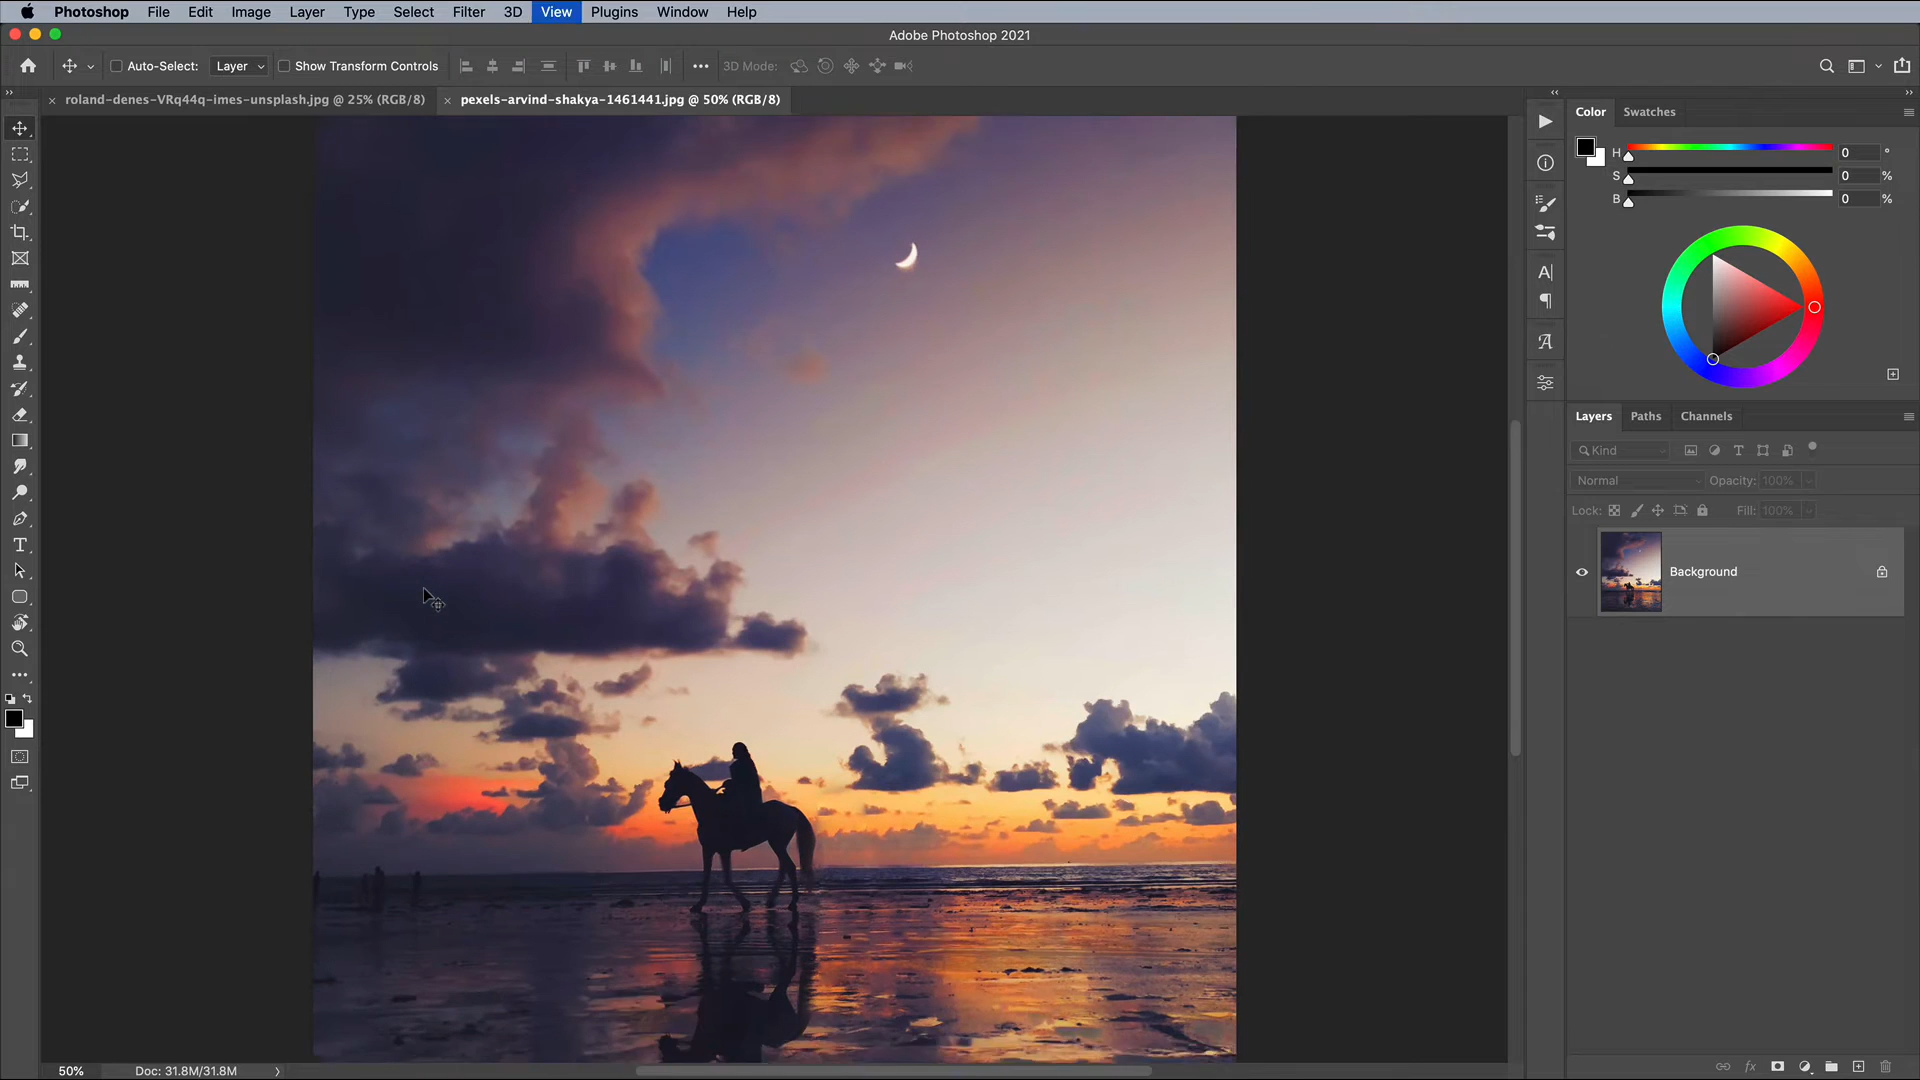 Photoshop File Edit Image Layer Type Select Filter 3D View Plugins Window Help
Adobe Photoshop 2021
Auto-Select: Layer Show Transform Controls 3D Mode:
roland-denes-VRq44q-imes-unsplash.jpg @ 25% (RGB/8) pexels-arvind-shakya-1461441.jpg @ 50% (RGB/8)
Color Swatches
H 0 °
S 0 %
B 0 %
Layers Paths Channels
Kind
Normal Opacity: 100%
Lock: Fill: 100%
Background
50% Doc: 31.8M/31.8M